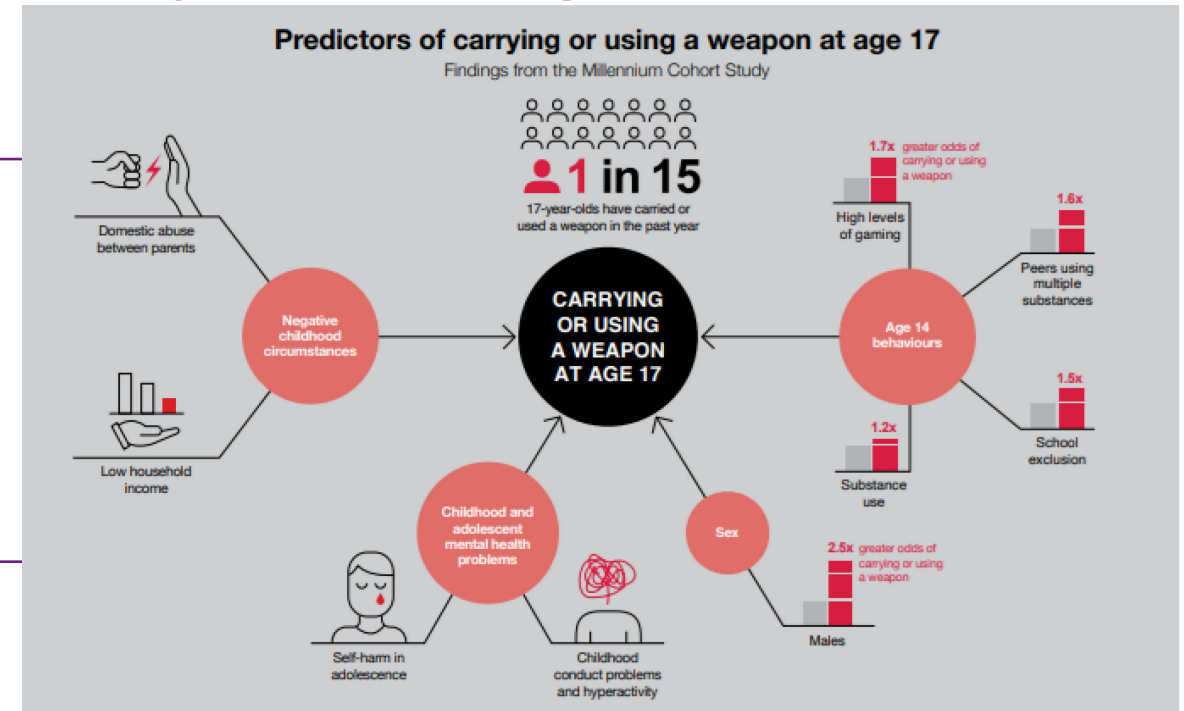 Predictors of carrying or using a weapon at age 17
Findings from the Millennium Cohort Study
1 in 15
17-year-olds have carried or
used a weapon in the past year
CARRYING
OR USING
A WEAPON
AT AGE 17
Domestic abuse
between parents
Negative
childhood
circumstances
Low household
income
Childhood and
adolescent
mental health
problems
Self-harm in
adolescence
Childhood
conduct problems
and hyperactivity
Sex
2.5x greater odds of
carrying or using
a weapon
Males
Age 14
behaviours
1.7x greater odds of
carrying or using
a weapon
High levels
of gaming
1.6x
Peers using
multiple
substances
1.5x
School
exclusion
1.2x
Substance
use